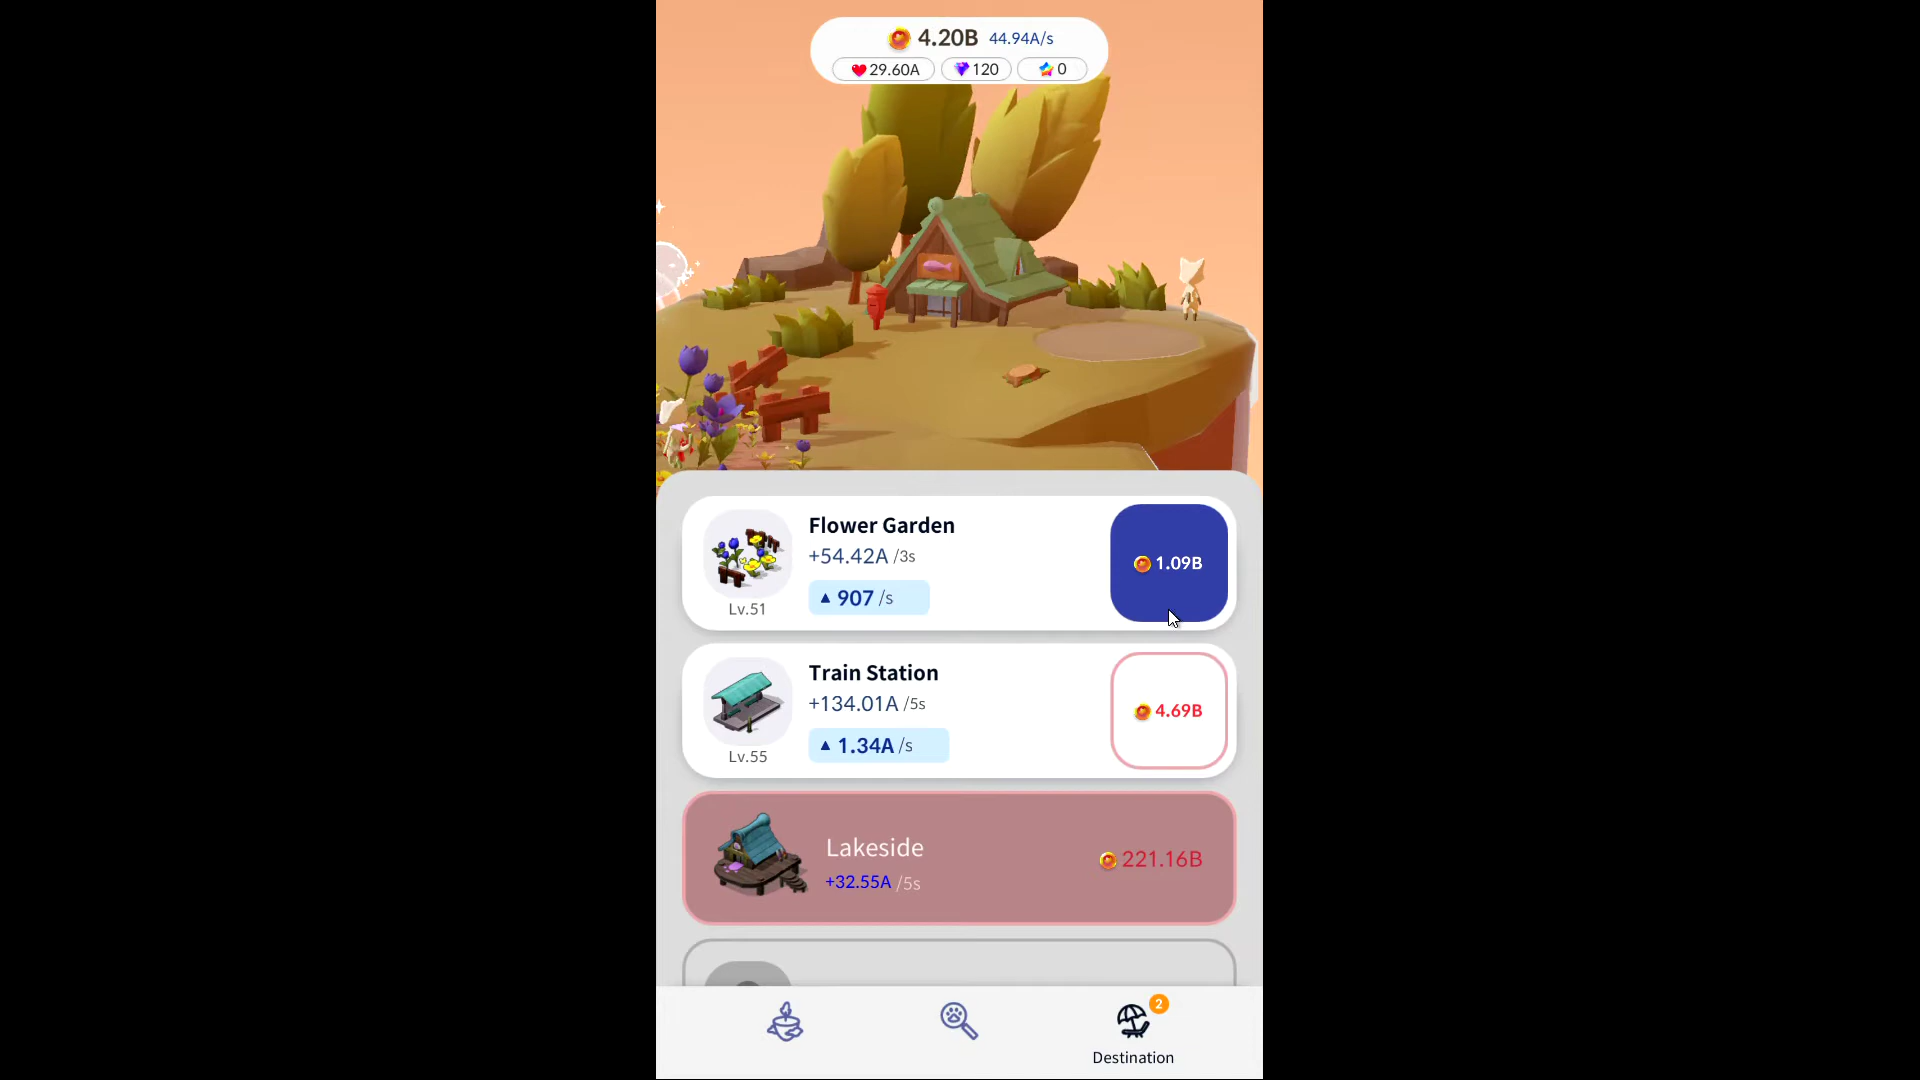 4.20B 44.94A/s
29.60A 120 0
Flower Garden
+54.42A /3s
1.09B
▲ 907 /s
Lv.51
Train Station
+134.01A /5s
4.69B
▲ 1.34A /s
Lv.55
Lakeside
221.16B
+32.55A /5s
2
Destination